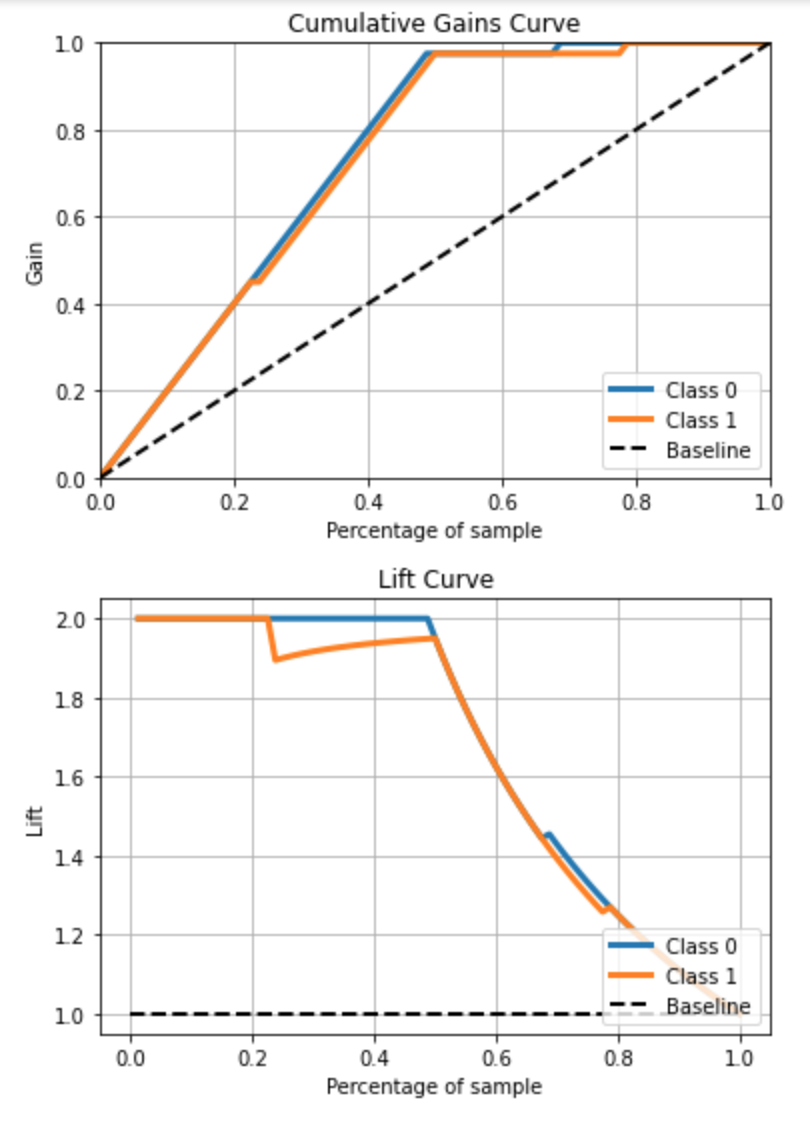 Cumulative Gains Curve
1.0
0.8
0.6
0.4
0.2
0.0
Gain
Class 0
Class 1
Baseline
0.0 0.2 0.4 0.6 0.8 1.0
Percentage of sample
Lift Curve
2.0
1.8
1.6
1.4
1.2
1.0
Lift
Class 0
Class 1
Baseline
0.0 0.2 0.4 0.6 0.8 1.0
Percentage of sample